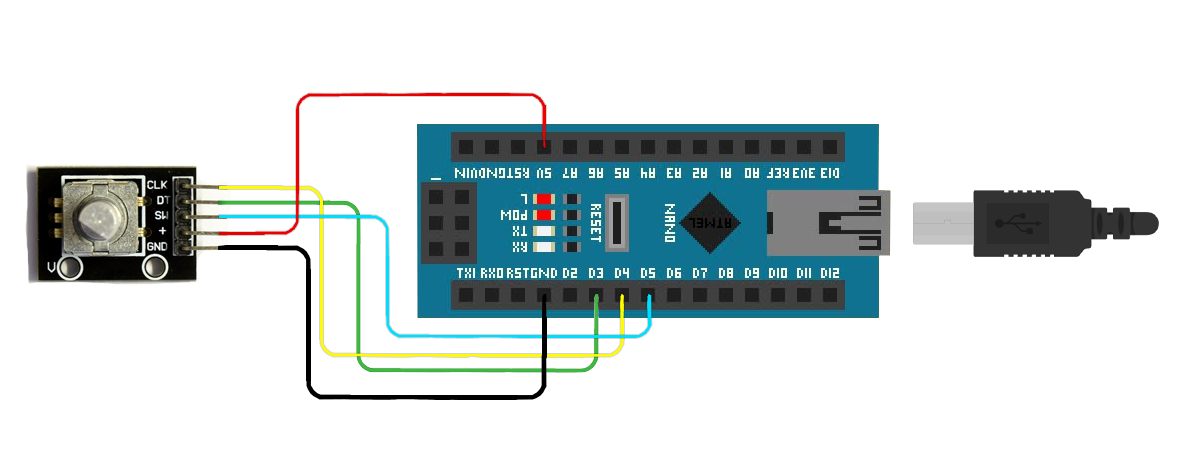 CLK
DT
SW
+
GND
V
VIN GND RST 5V A7 A6 A5 A4 A3 A2 A1 A0 REF 3V3 D13
L
POW
TX
RX
RESET
NANO
ATMEL
TX1 RX0 RST GND D2 D3 D4 D5 D6 D7 D8 D9 D10 D11 D12